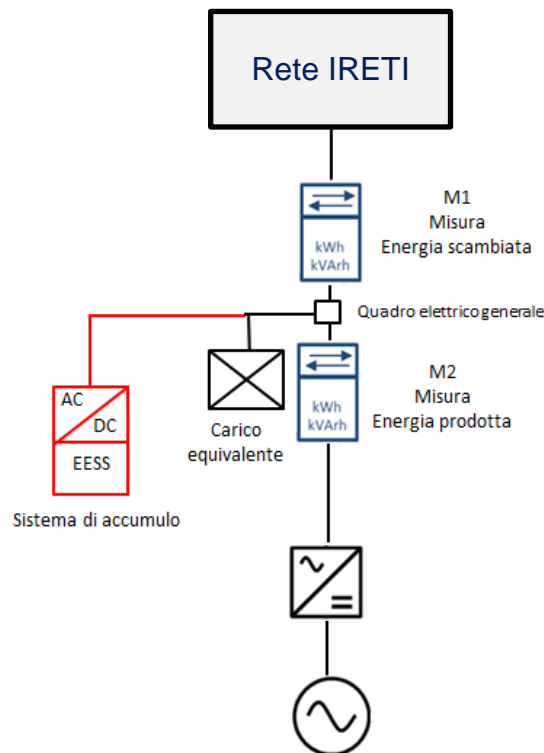 Rete IRETI
M1
Misura
Energia scambiata
kWh
kVArh
Quadro elettrico generale
M2
Misura
Energia prodotta
kWh
kVArh
AC
DC
EESS
Carico
equivalente
Sistema di accumulo